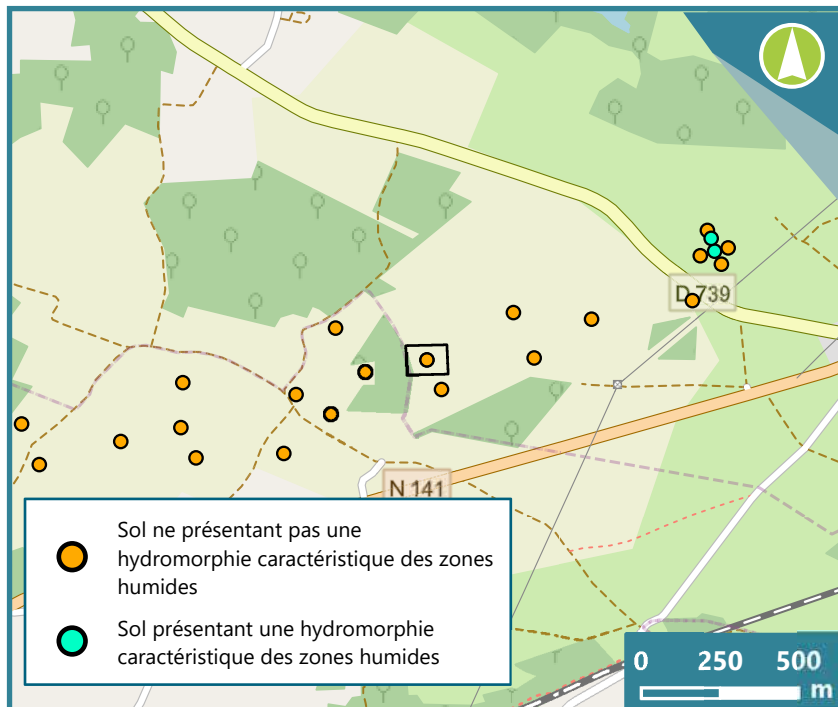 D 739
N 141
Sol ne présentant pas une
hydromorphie caractéristique des zones
humides
Sol présentant une hydromorphie
caractéristique des zones humides
0 250 500
m